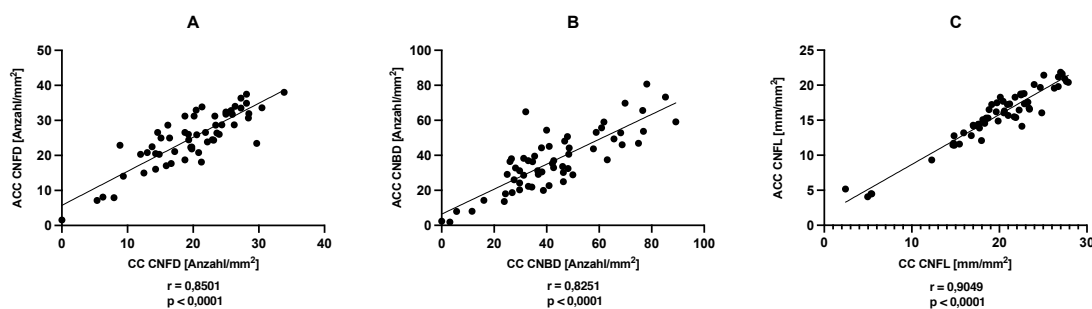 A
B
C
ACC CNFD [Anzahl/mm²]
50
40
30
20
10
0
0
10
20
30
40
CC CNFD [Anzahl/mm²]
r = 0,8501
p < 0,0001
ACC CNBD [Anzahl/mm²]
100
80
60
40
20
0
0
20
40
60
80
100
CC CNBD [Anzahl/mm²]
r = 0,8251
p < 0,0001
ACC CNFL [mm/mm²]
25
20
15
10
5
0
0
10
20
30
CC CNFL [mm/mm²]
r = 0,9049
p < 0,0001